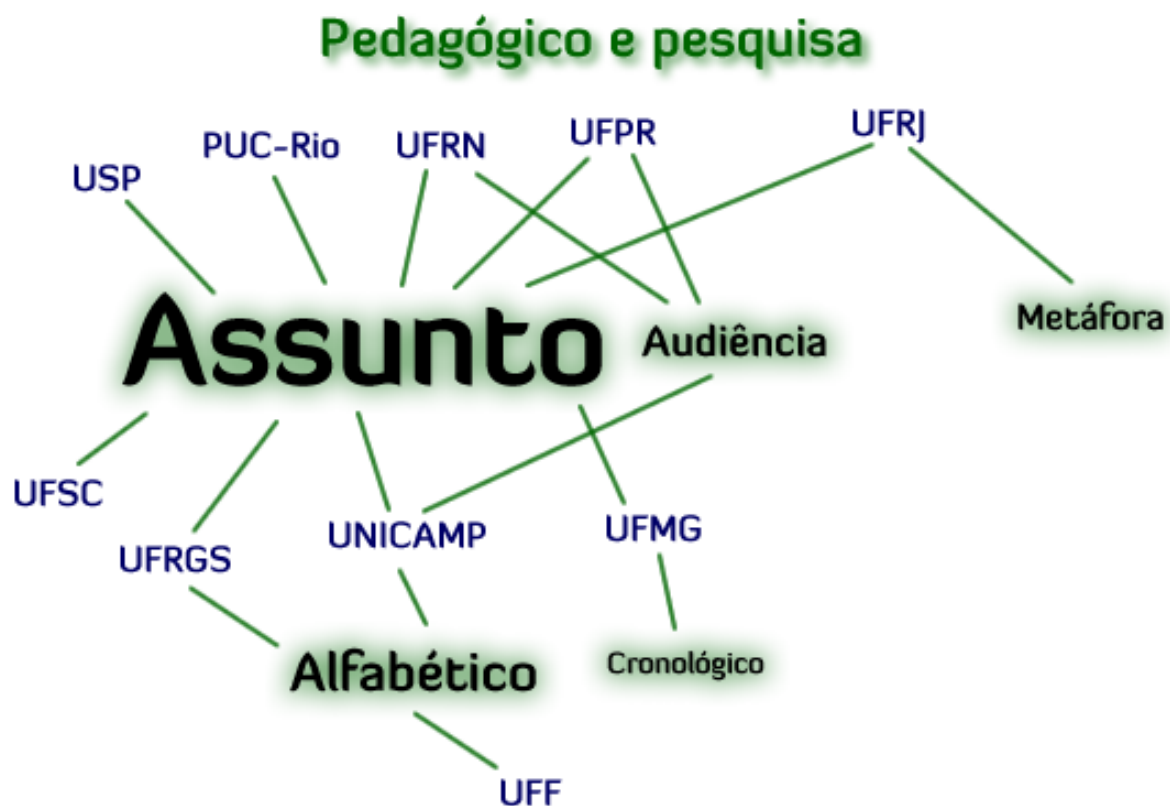 Pedagógico e pesquisa
USP
PUC-Rio
UFRN
UFPR
UFRJ
Assunto
Audiência
Metáfora
UFSC
UFRGS
UNICAMP
UFMG
Alfabético
Cronológico
UFF